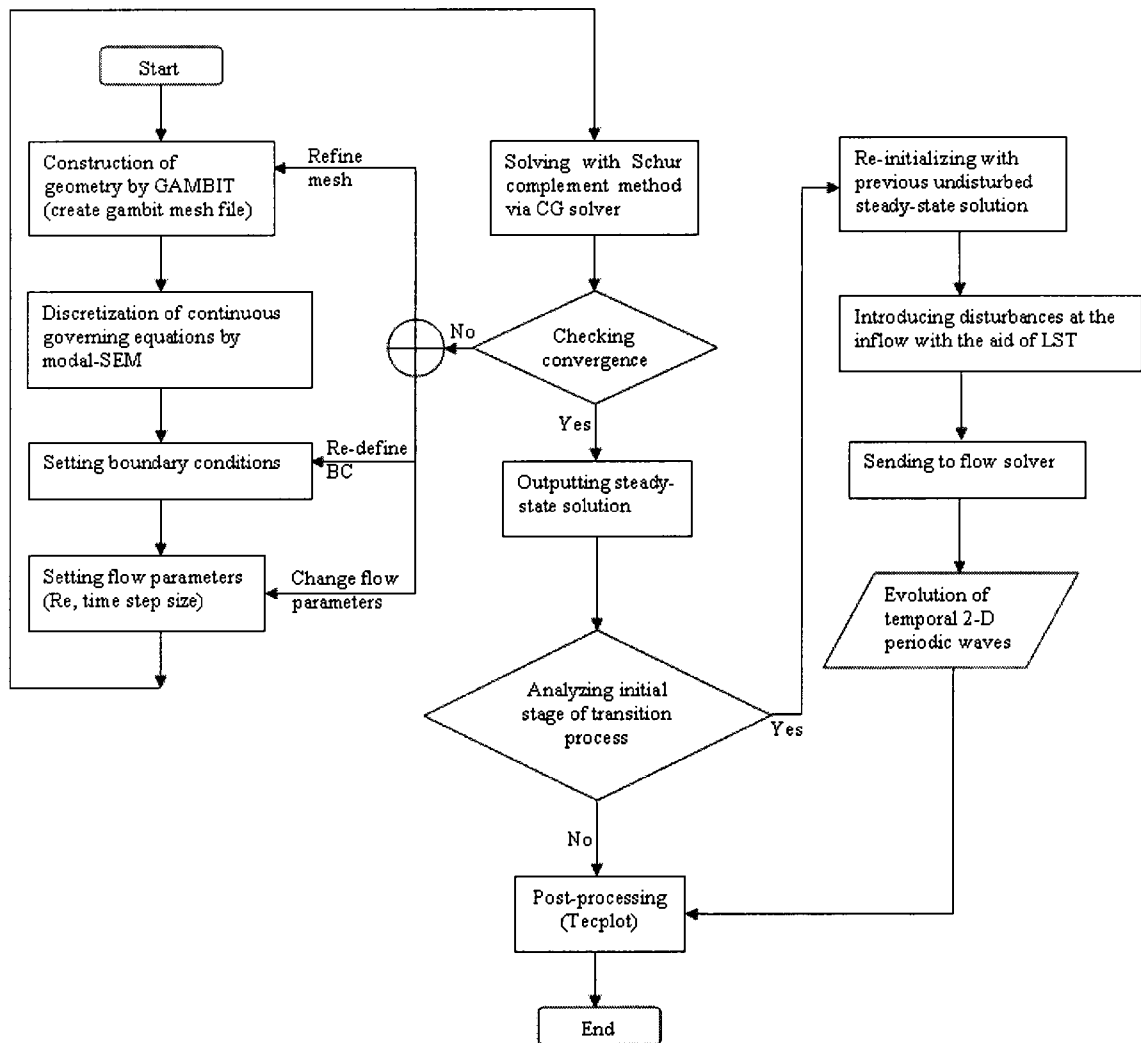 Start
Construction of
geometry by GAMBIT
(create gambit mesh file)
Refine
mesh
Discretization of continuous
governing equations by
modal-SEM
Setting boundary conditions
Re-define
BC
Setting flow parameters
(Re, time step size)
Change flow
parameters
Solving with Schur
complement method
via CG solver
No
Checking
convergence
Yes
Outputting steady-
state solution
Analyzing initial
stage of transition
process
Yes
No
Post-processing
(Tecplot)
End
Re-initializing with
previous undisturbed
steady-state solution
Introducing disturbances at the
inflow with the aid of LST
Sending to flow solver
Evolution of
temporal 2-D
periodic waves